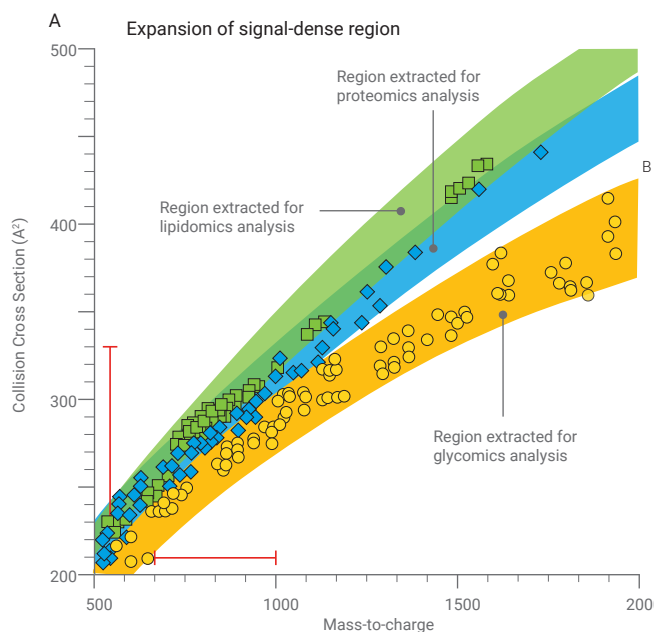 A
Expansion of signal-dense region
500
Region extracted for
proteomics analysis
B
400
Region extracted for
lipidomics analysis
Collision Cross Section (A²)
300
Region extracted for
glycomics analysis
200
500
1000
1500
200
Mass-to-charge